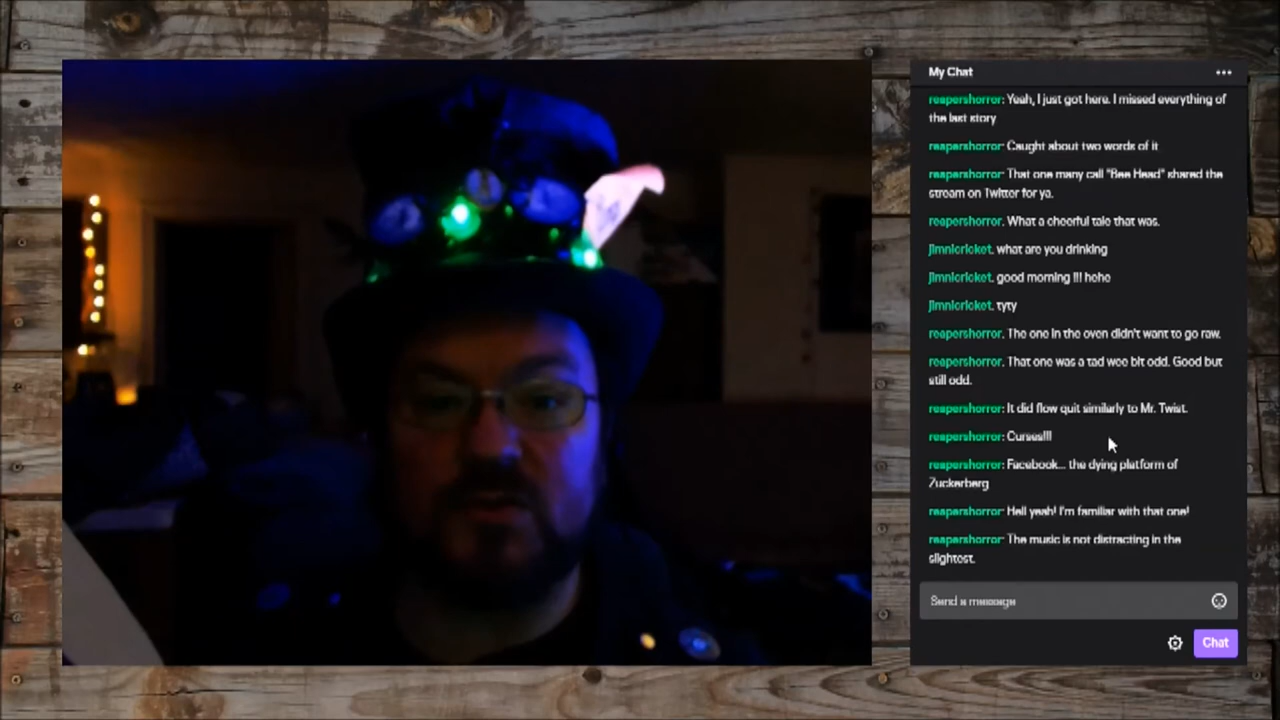 My Chat
reapershorror: Yeah, I just got here. I missed everything of
the last story
reapershorror: Caught about two words of it
reapershorror: That one many call "Bee Head" shared the
stream on Twitter for ya.
reapershorror: What a cheerful tale that was.
jimnicricket: what are you drinking
jimnicricket: good morning !!! hehe
jimnicricket: tyty
reapershorror: The one in the oven didn't want to go raw.
reapershorror: That one was a tad wee bit odd. Good but
still odd.
reapershorror: It did flow quit similarly to Mr. Twist.
reapershorror: Curses!!!
reapershorror: Facebook... the dying platform of
Zuckerberg
reapershorror: Hell yeah! I'm familiar with that one!
reapershorror: The music is not distracting in the
slightest.
Send a message
Chat